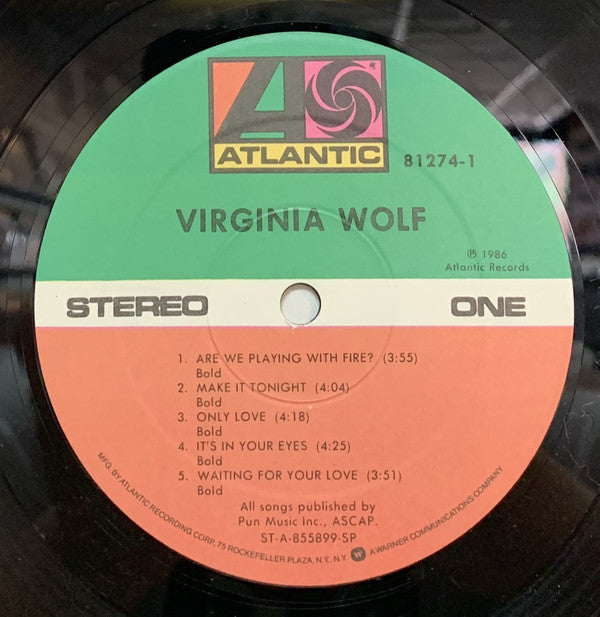 ATLANTIC
81274-1
VIRGINIA WOLF
℗ 1986
Atlantic Records
STEREO
ONE
1. ARE WE PLAYING WITH FIRE? (3:55)
Bold
2. MAKE IT TONIGHT (4:04)
Bold
3. ONLY LOVE (4:18)
Bold
4. IT'S IN YOUR EYES (4:25)
Bold
5. WAITING FOR YOUR LOVE (3:51)
Bold
All songs published by
Pun Music Inc., ASCAP.
ST-A-855899-SP
MFG. BY ATLANTIC RECORDING CORP., 75 ROCKEFELLER PLAZA, N.Y., N.Y. W A WARNER COMMUNICATIONS COMPANY